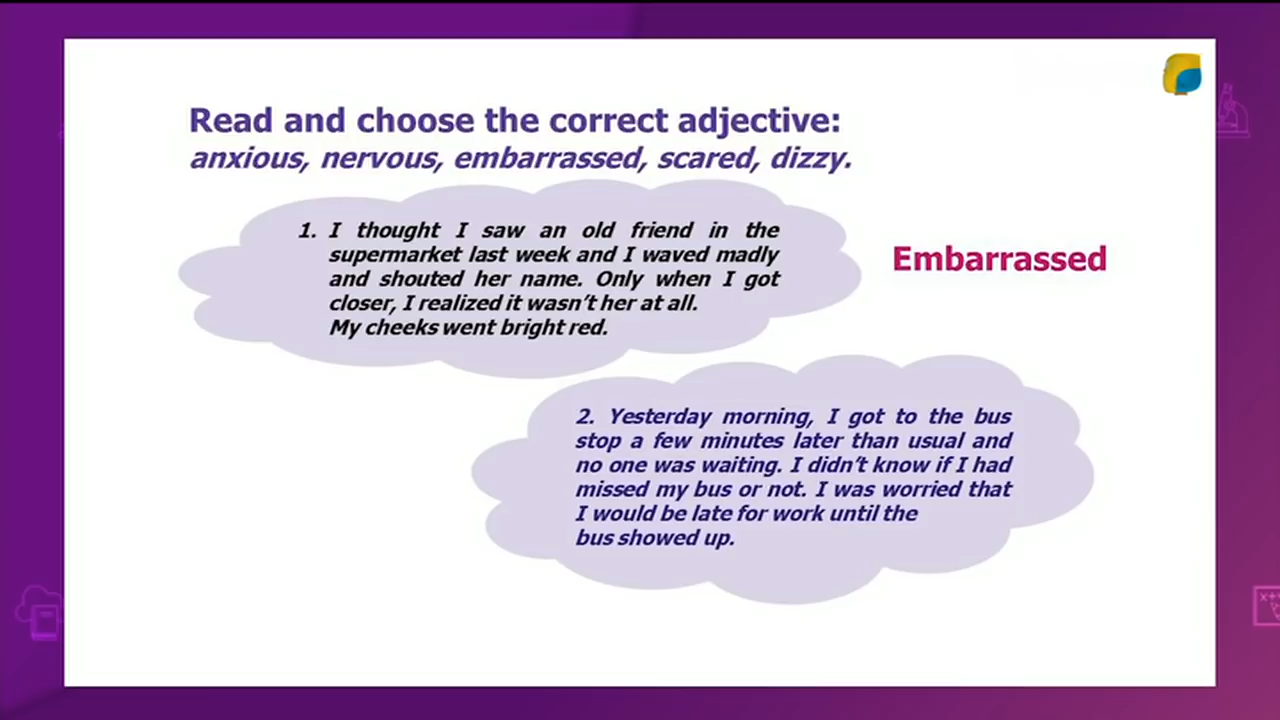 Read and choose the correct adjective:
anxious, nervous, embarrassed, scared, dizzy.
1. I thought I saw an old friend in the
supermarket last week and I waved madly
and shouted her name. Only when I got
closer, I realized it wasn't her at all.
My cheeks went bright red.
Embarrassed
2. Yesterday morning, I got to the bus
stop a few minutes later than usual and
no one was waiting. I didn't know if I had
missed my bus or not. I was worried that
I would be late for work until the
bus showed up.